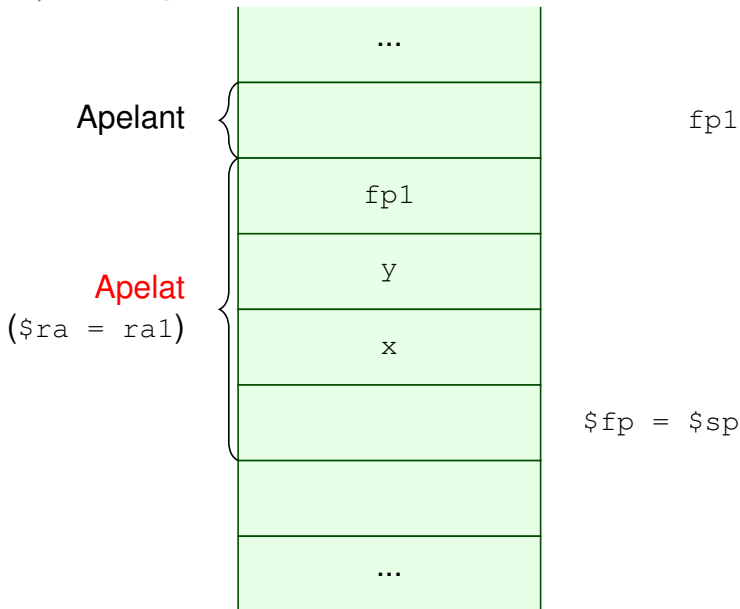 ...
Apelant
fp1
fp1
y
Apelat
($ra = ra1)
x
$fp = $sp
...